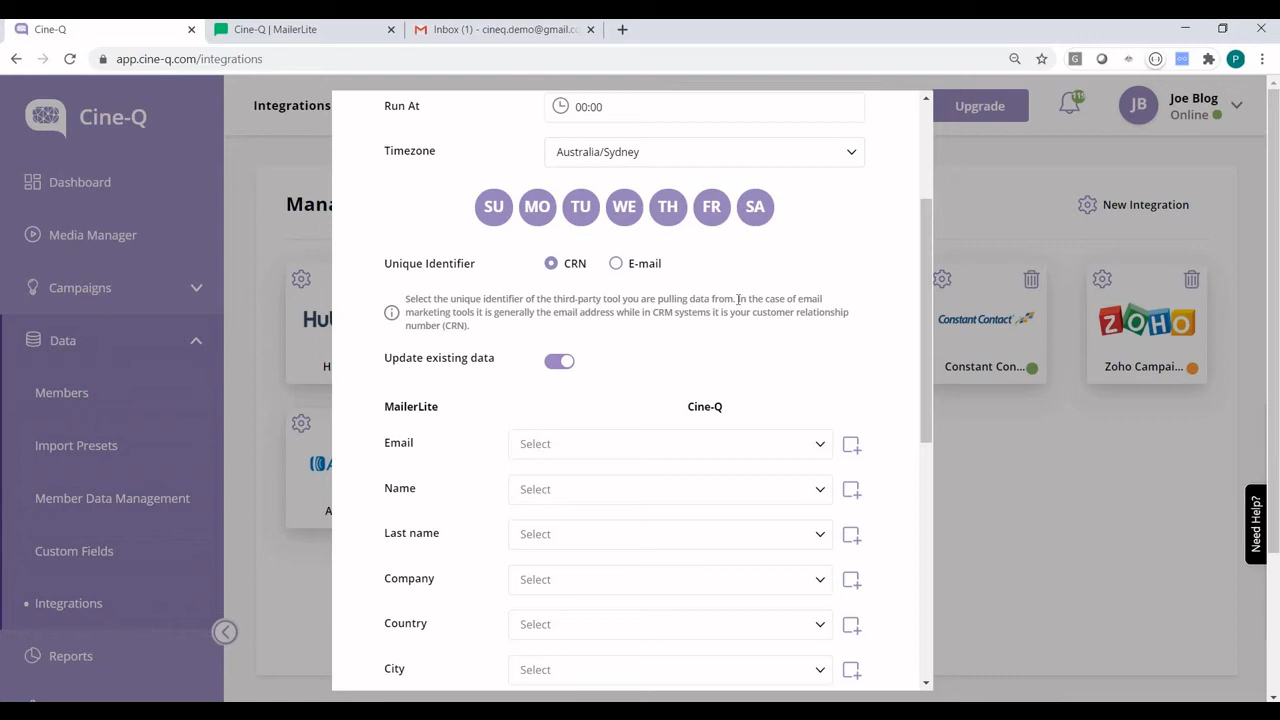 Cine-Q
Cine-Q | MailerLite
Inbox (1) - cineq.demo@gmail.cc
app.cine-q.com/integrations
P
Cine-Q
Dashboard
Media Manager
Campaigns
Data
Members
Import Presets
Member Data Management
Custom Fields
Integrations
Reports
Integrations
Upgrade
JB
Joe Blog
Online
New Integration
Constant Contact
Constant Con...
ZOHO
Zoho Campai...
Need Help?
Run At
00:00
Timezone
Australia/Sydney
SU MO TU WE TH FR SA
Unique Identifier
CRN
E-mail
Select the unique identifier of the third-party tool you are pulling data from. In the case of email
marketing tools it is generally the email address while in CRM systems it is your customer relationship
number (CRN).
Update existing data
MailerLite
Cine-Q
Email
Select
Name
Select
Last name
Select
Company
Select
Country
Select
City
Select